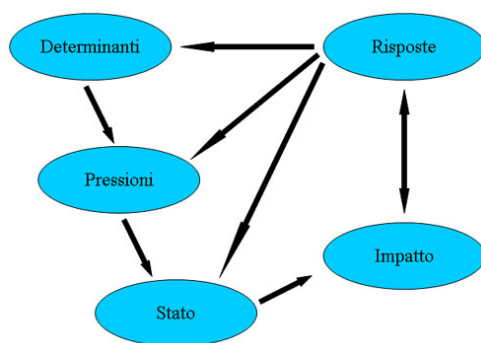 Determinanti
Risposte
Pressioni
Impatto
Stato